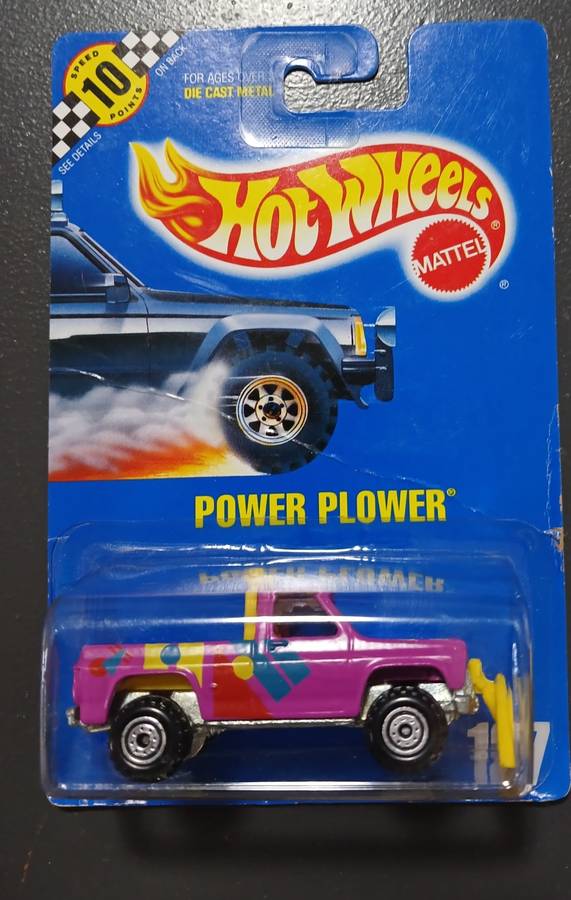 SPEED
10
POINTS
ON BACK
SEE DETAILS
FOR AGES OVER
DIE CAST METAL
HOT WHEELS®
MATTEL
®
POWER PLOWER®